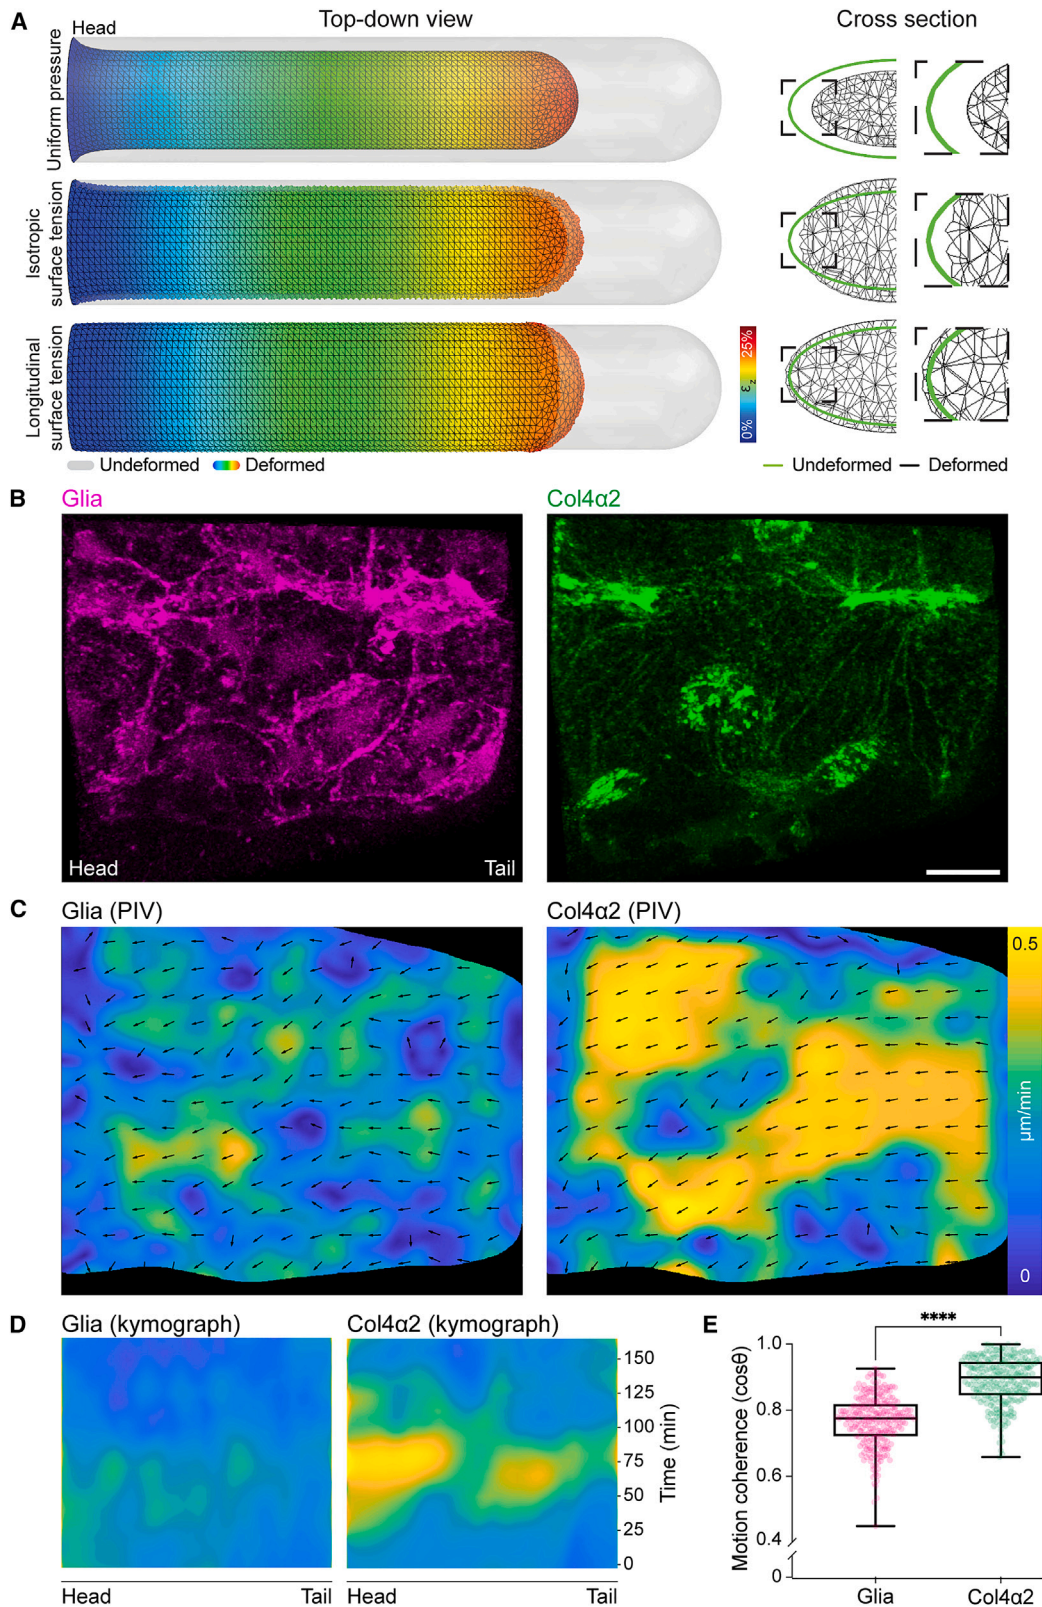 A
Top-down view
Cross section
Head
Uniform pressure
Isotropic
surface tension
Longitudinal
surface tension
0% εz 25%
Undeformed Deformed
Undeformed Deformed
B
Glia
Col4α2
Head
Tail
C
Glia (PIV)
Col4α2 (PIV)
0.5
μm/min
0
D
Glia (kymograph)
Col4α2 (kymograph)
150
125
100
75
50
25
0
Time (min)
Head
Tail
Head
Tail
E
****
Motion coherence (cosθ)
1.0
0.8
0.6
0.4
0
Glia
Col4α2